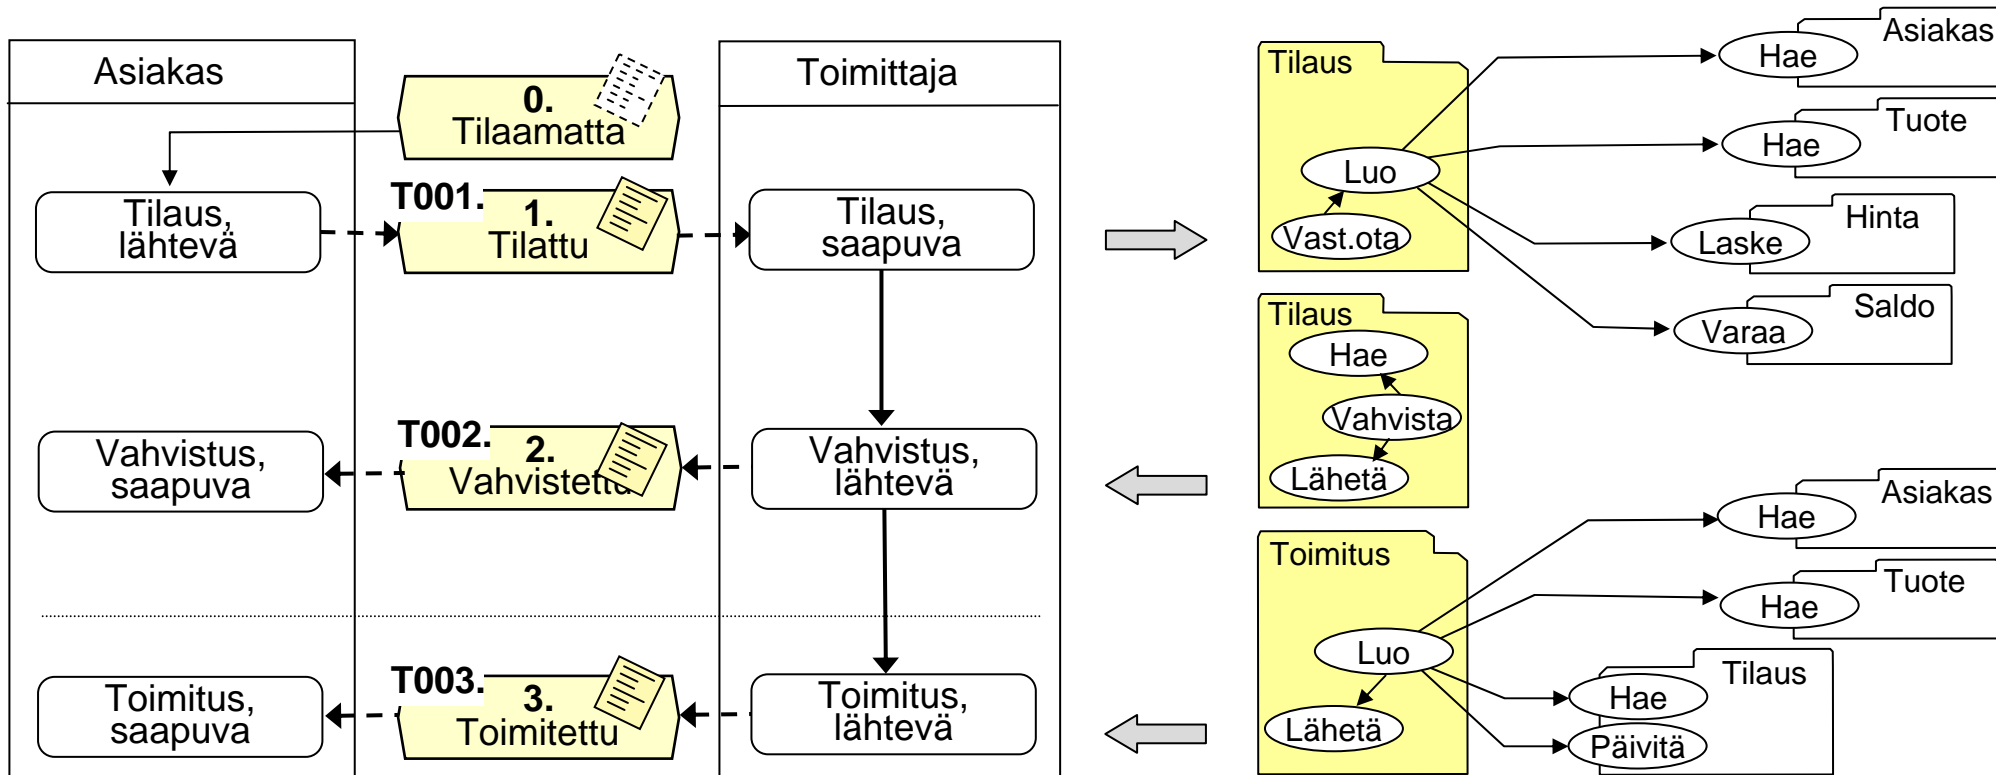 Asiakas
0.
Tilaamatta
Toimittaja
Tilaus,
lähtevä
T001.
1.
Tilattu
Tilaus,
saapuva
Vahvistus,
saapuva
T002.
2.
Vahvistettu
Vahvistus,
lähtevä
Toimitus,
saapuva
T003.
3.
Toimitettu
Toimitus,
lähtevä
Tilaus
Luo
Vast.ota
Hae
Asiakas
Hae
Tuote
Laske
Hinta
Varaa
Saldo
Tilaus
Hae
Vahvista
Lähetä
Toimitus
Luo
Lähetä
Hae
Asiakas
Hae
Tuote
Tilaus
Hae
Päivitä